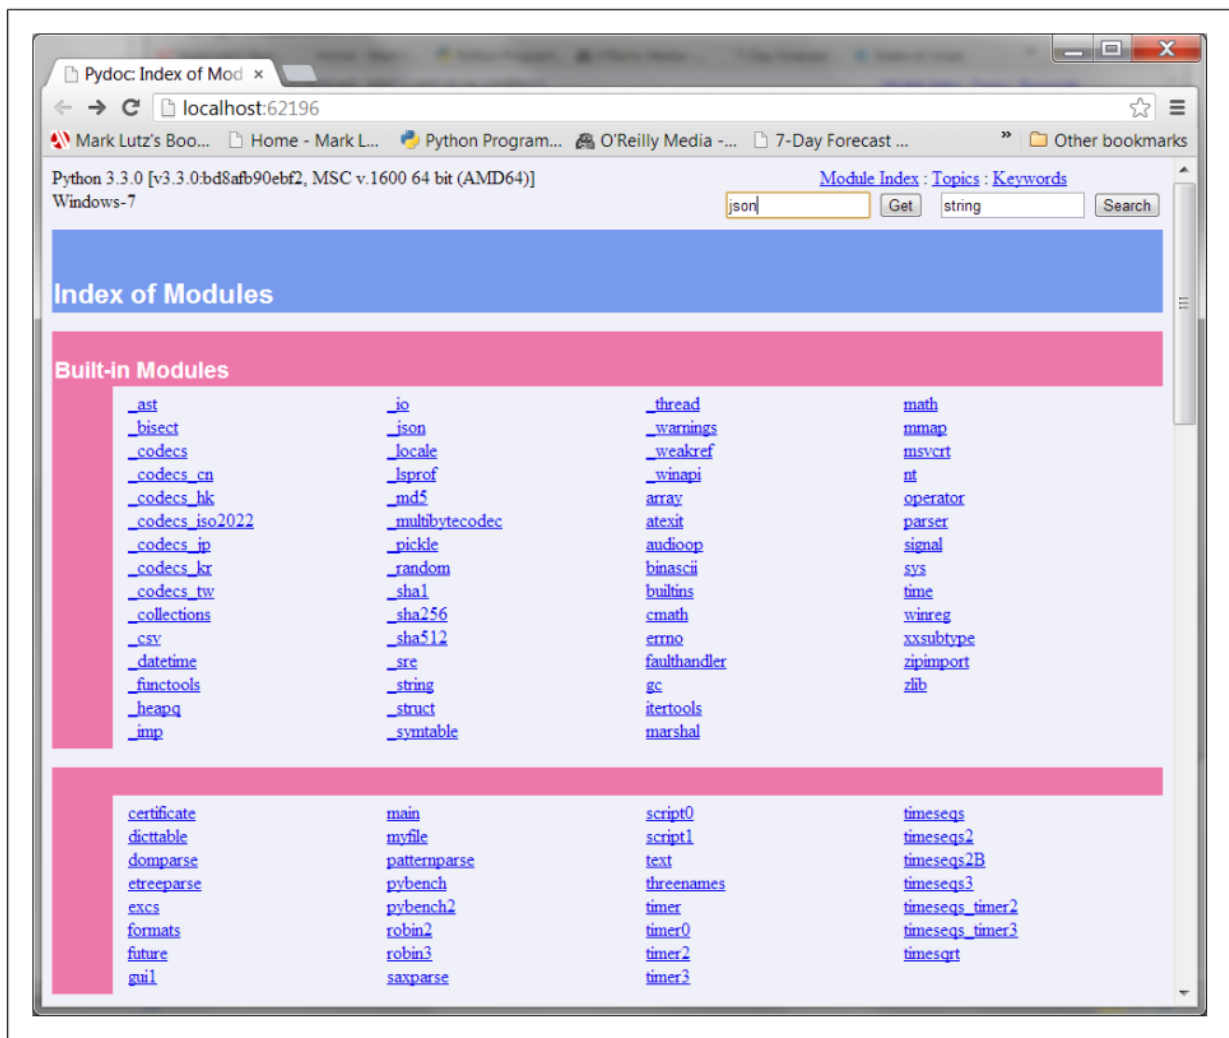 Pydoc: Index of Mod ×
localhost:62196
Mark Lutz's Boo... Home - Mark L... Python Program... O'Reilly Media -... 7-Day Forecast ... » Other bookmarks
Python 3.3.0 [v3.3.0:bd8afb90ebf2, MSC v.1600 64 bit (AMD64)]
Windows-7
Module Index : Topics : Keywords
json Get string Search
Index of Modules
Built-in Modules
_ast _io _thread math
_bisect _json _warnings mmap
_codecs _locale _weakref msvcrt
_codecs_cn _lsprof _winapi nt
_codecs_hk _md5 array operator
_codecs_iso2022 _multibytecodec atexit parser
_codecs_jp _pickle audioop signal
_codecs_kr _random binascii sys
_codecs_tw _sha1 builtins time
_collections _sha256 cmath winreg
_csv _sha512 errno xxsubtype
_datetime _sre faulthandler zipimport
_functools _string gc zlib
_heapq _struct itertools
_imp _symtable marshal
certificate main script0 timeseqs
dicttable myfile script1 timeseqs2
domparse patternparse text timeseqs2B
etreeparse pybench threenames timeseqs3
excs pybench2 timer timeseqs_timer2
formats robin2 timer0 timeseqs_timer3
future robin3 timer2 timesqrt
gui1 saxparse timer3